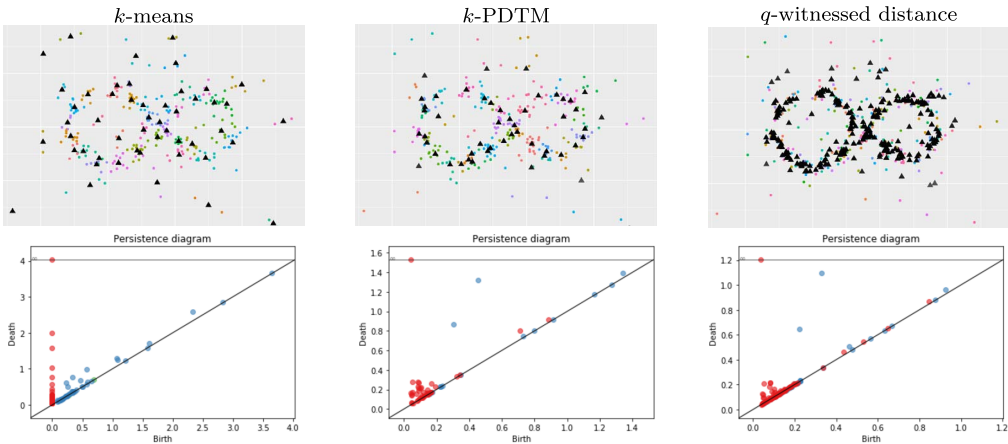 k-means
k-PDTM
q-witnessed distance
Persistence diagram
Persistence diagram
Persistence diagram
4
3
2
1
0
Death
0.0 0.5 1.0 1.5 2.0 2.5 3.0 3.5 4.0
Birth
1.6
1.4
1.2
1.0
0.8
0.6
0.4
0.2
0.0
Death
0.0 0.2 0.4 0.6 0.8 1.0 1.2 1.4
Birth
1.2
1.0
0.8
0.6
0.4
0.2
0.0
Death
0.0 0.2 0.4 0.6 0.8 1.0 1.2
Birth